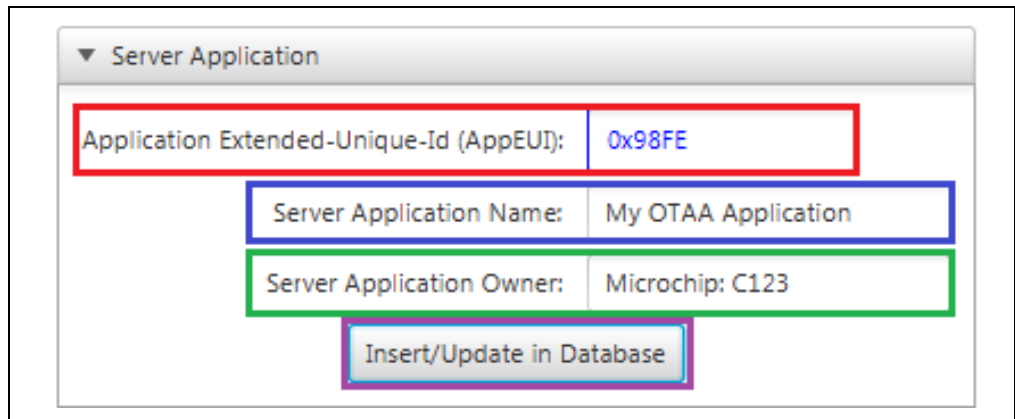 Server Application
Application Extended-Unique-Id (AppEUI): 0x98FE
Server Application Name: My OTAA Application
Server Application Owner: Microchip: C123
Insert/Update in Database